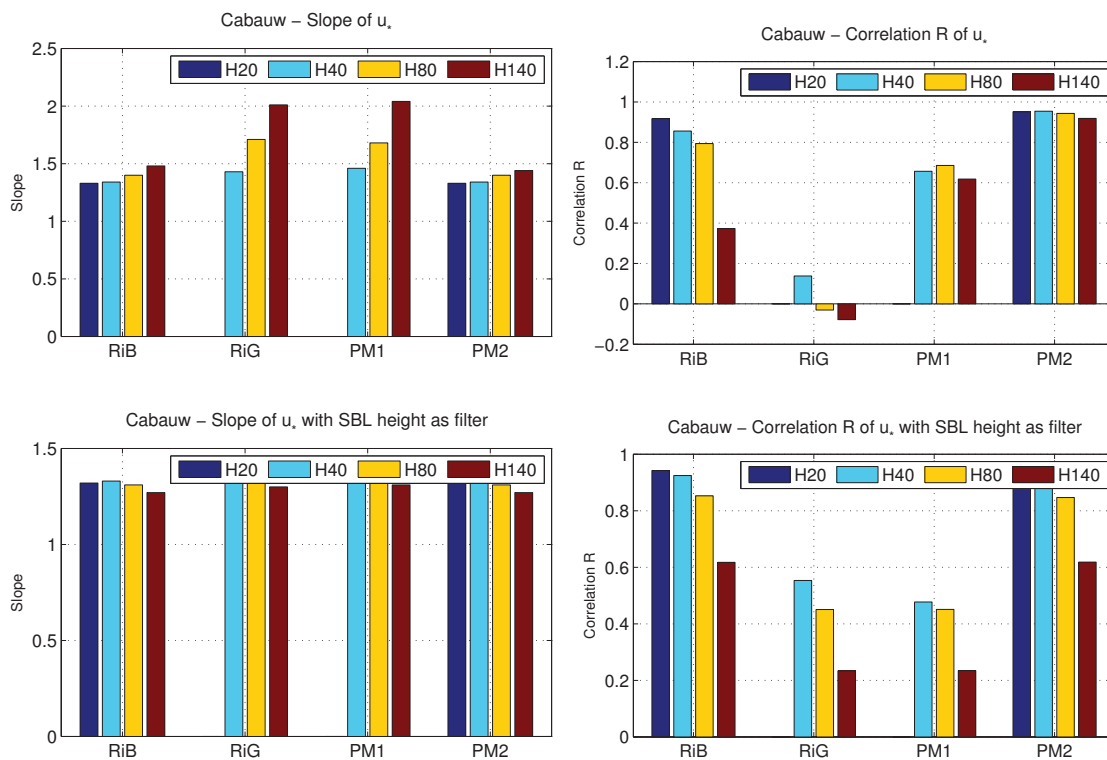 Cabauw − Slope of u*
H20 H40 H80 H140
2.5
2
1.5
1
0.5
0
Slope
RiB RiG PM1 PM2
Cabauw − Correlation R of u*
H20 H40 H80 H140
1.2
1
0.8
0.6
0.4
0.2
0
−0.2
Correlation R
RiB RiG PM1 PM2
Cabauw − Slope of u* with SBL height as filter
H20 H40 H80 H140
1.5
1
0.5
0
Slope
RiB RiG PM1 PM2
Cabauw − Correlation R of u* with SBL height as filter
H20 H40 H80 H140
1
0.8
0.6
0.4
0.2
0
Correlation R
RiB RiG PM1 PM2